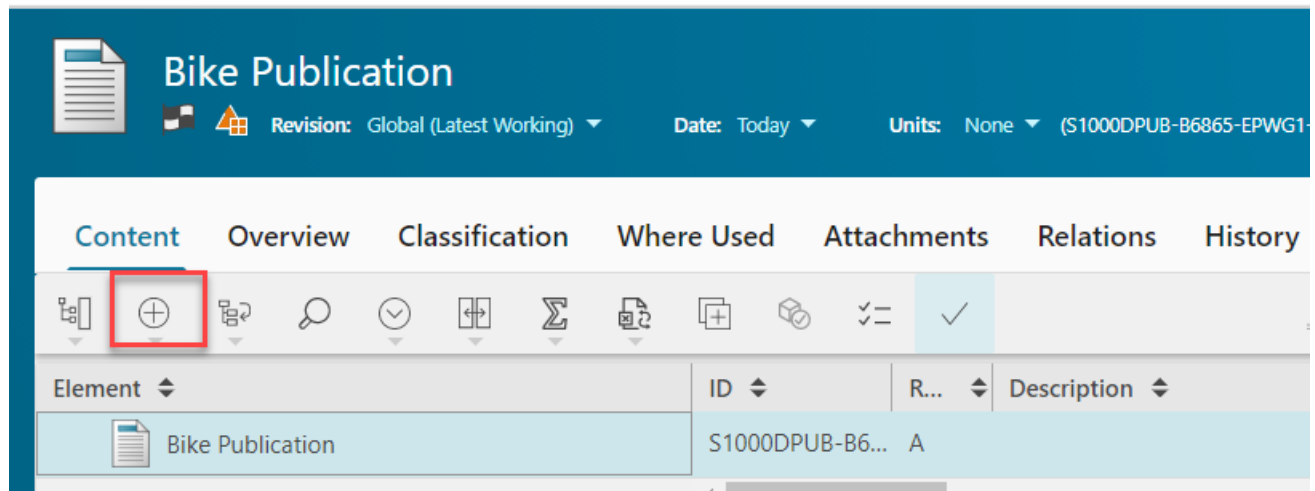 Bike Publication
Revision: Global (Latest Working) Date: Today Units: None (S1000DPUB-B6865-EPWG1-
Content Overview Classification Where Used Attachments Relations History
Element ID R... Description
Bike Publication S1000DPUB-B6... A